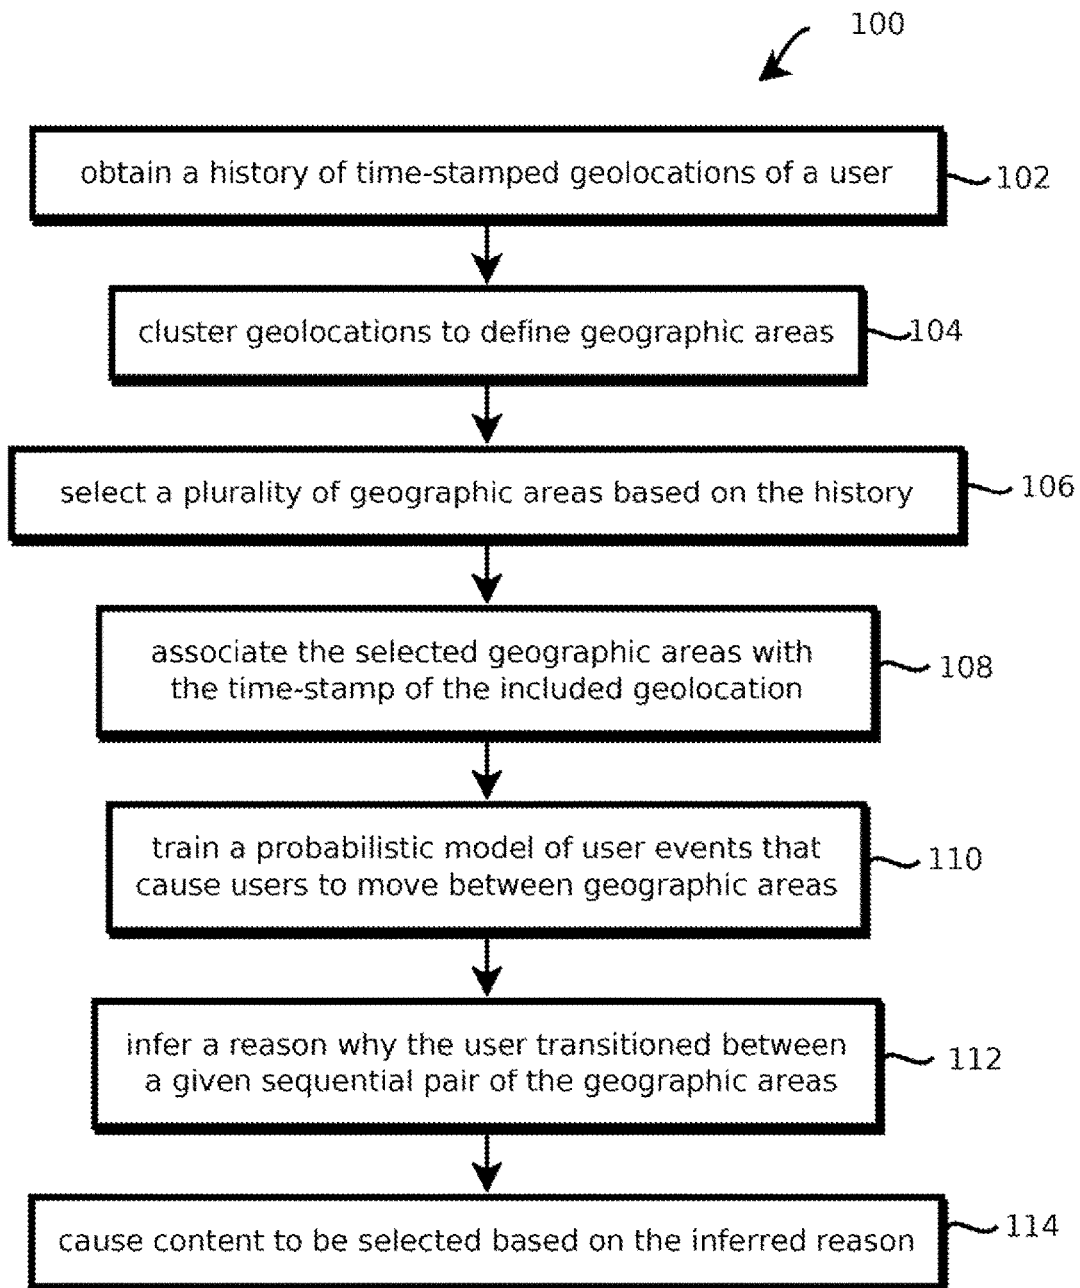 100
obtain a history of time-stamped geolocations of a user
102
cluster geolocations to define geographic areas
104
select a plurality of geographic areas based on the history
106
associate the selected geographic areas with
the time-stamp of the included geolocation
108
train a probabilistic model of user events that
cause users to move between geographic areas
110
infer a reason why the user transitioned between
a given sequential pair of the geographic areas
112
cause content to be selected based on the inferred reason
114